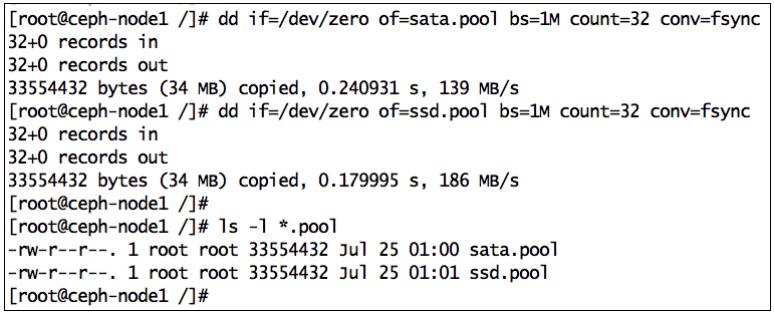 [root@ceph-node1 /]# dd if=/dev/zero of=sata.pool bs=1M count=32 conv=fsync
32+0 records in
32+0 records out
33554432 bytes (34 MB) copied, 0.240931 s, 139 MB/s
[root@ceph-node1 /]# dd if=/dev/zero of=ssd.pool bs=1M count=32 conv=fsync
32+0 records in
32+0 records out
33554432 bytes (34 MB) copied, 0.179995 s, 186 MB/s
[root@ceph-node1 /]#
[root@ceph-node1 /]# ls -l *.pool
-rw-r--r--. 1 root root 33554432 Jul 25 01:00 sata.pool
-rw-r--r--. 1 root root 33554432 Jul 25 01:01 ssd.pool
[root@ceph-node1 /]#